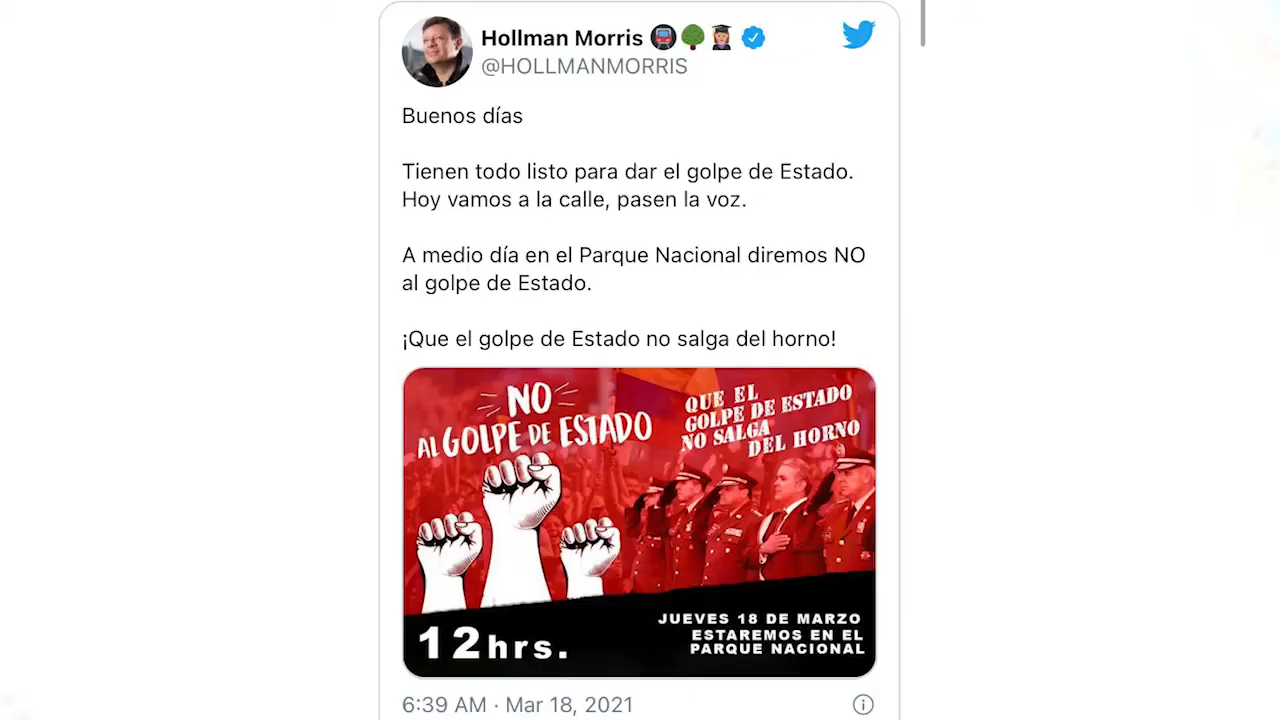 Hollman Morris
@HOLLMANMORRIS
Buenos días
Tienen todo listo para dar el golpe de Estado.
Hoy vamos a la calle, pasen la voz.
A medio día en el Parque Nacional diremos NO
al golpe de Estado.
¡Que el golpe de Estado no salga del horno!
NO
AL GOLPE DE ESTADO
QUE EL
GOLPE DE ESTADO
NO SALGA
DEL HORNO
12hrs.
JUEVES 18 DE MARZO
ESTAREMOS EN EL
PARQUE NACIONAL
6:39 AM · Mar 18, 2021